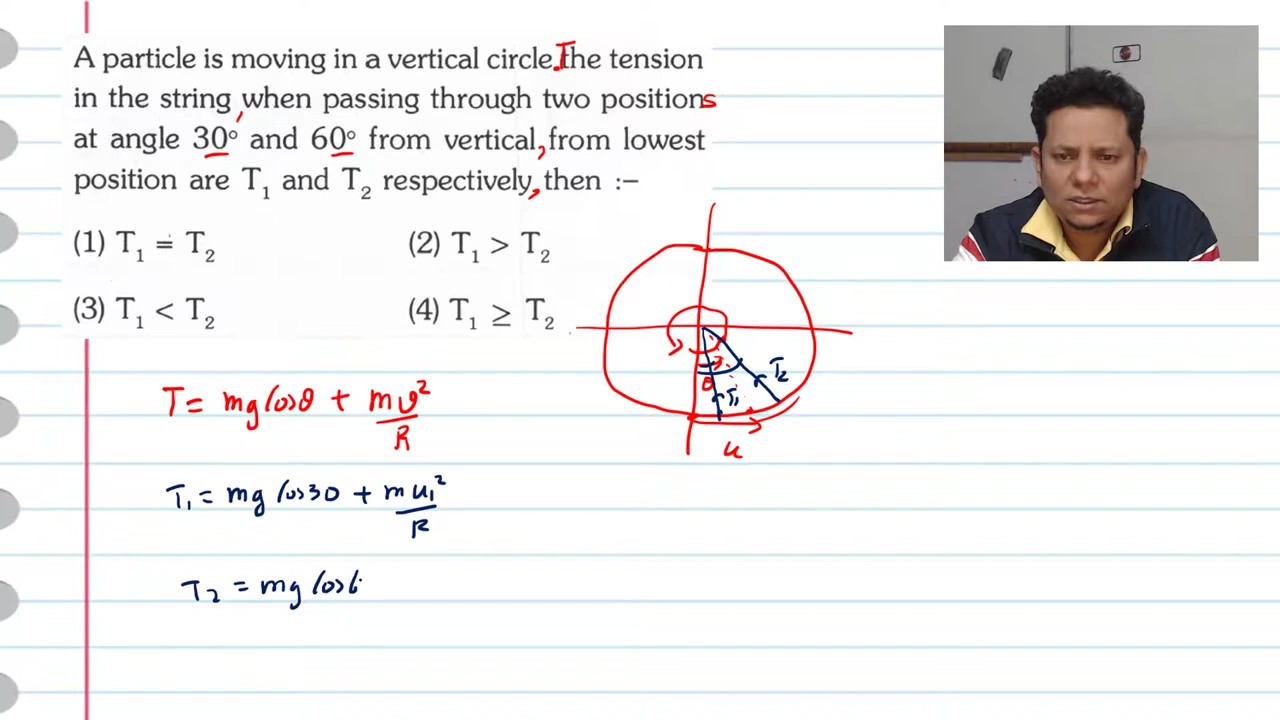 A particle is moving in a vertical circle. The tension
in the string, when passing through two positions
at angle 30° and 60° from vertical, from lowest
position are T₁ and T₂ respectively, then :–
(1) T₁ = T₂ (2) T₁ > T₂
(3) T₁ < T₂ (4) T₁ ≥ T₂
T = mg cosθ + mv²/R
T₁ = mg cos30 + mu₁²/R
T₂ = mg cos6
θ
T₁
T₂
u